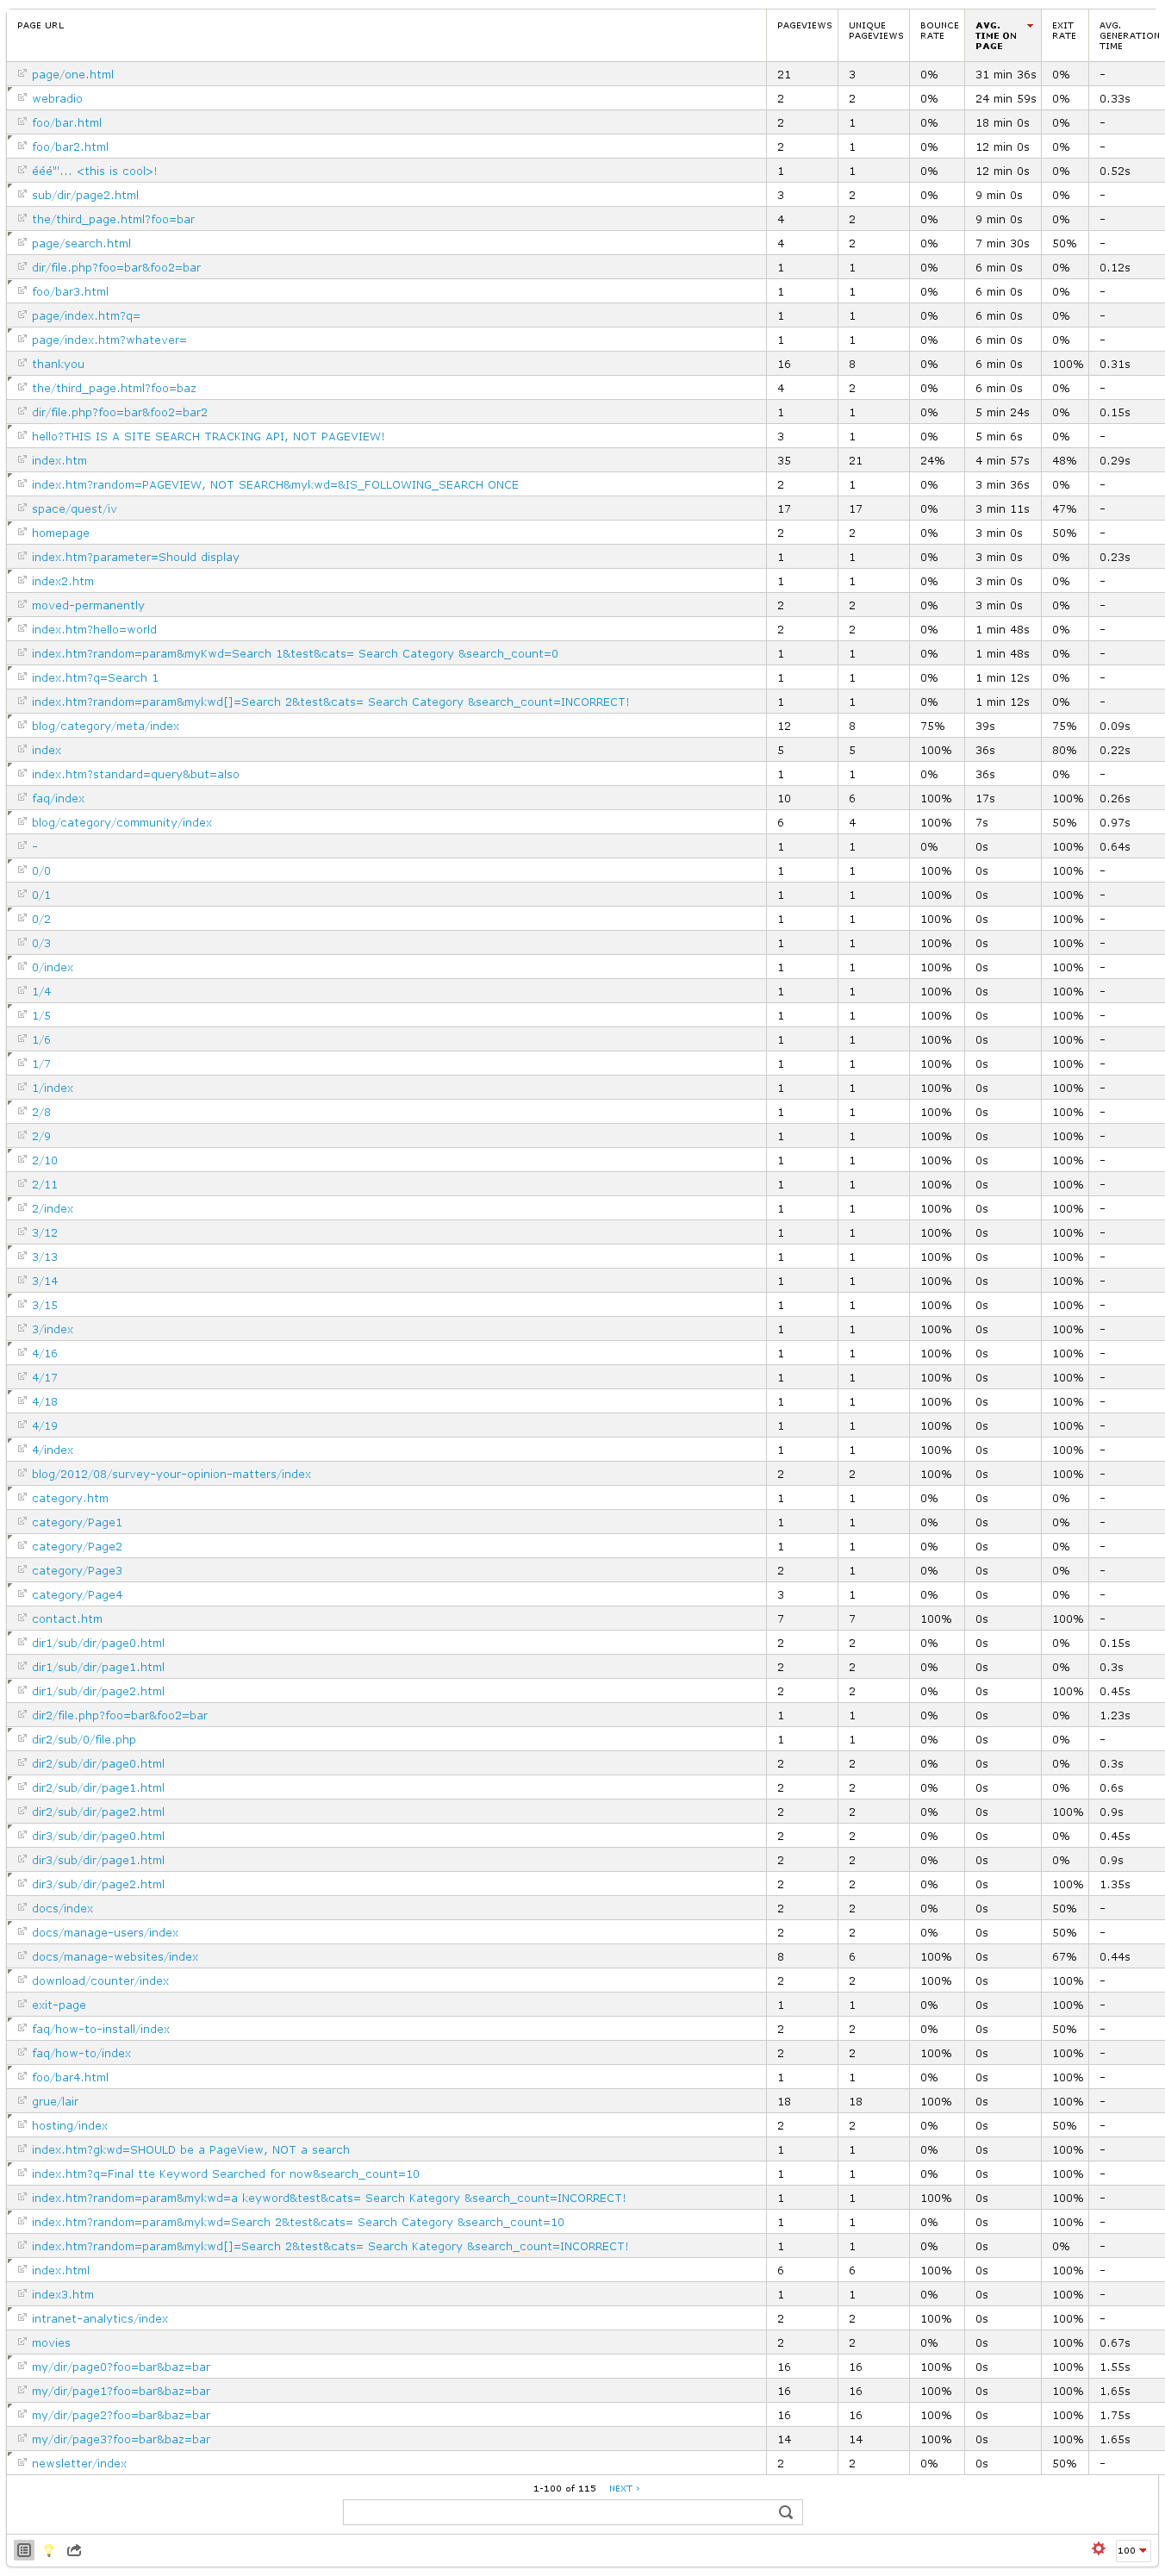 PAGE URL PAGEVIEWS UNIQUE PAGEVIEWS BOUNCE RATE AVG. TIME ON PAGE EXIT RATE AVG. GENERATION TIME
page/one.html 21 3 0% 31 min 36s 0% -
webradio 2 2 0% 24 min 59s 0% 0.33s
foo/bar.html 2 1 0% 18 min 0s 0% -
foo/bar2.html 2 1 0% 12 min 0s 0% -
ééé"'... <this is cool>! 1 1 0% 12 min 0s 0% 0.52s
sub/dir/page2.html 3 2 0% 9 min 0s 0% -
the/third_page.html?foo=bar 4 2 0% 9 min 0s 0% -
page/search.html 4 2 0% 7 min 30s 50% -
dir/file.php?foo=bar&foo2=bar 1 1 0% 6 min 0s 0% 0.12s
foo/bar3.html 1 1 0% 6 min 0s 0% -
page/index.htm?q= 1 1 0% 6 min 0s 0% -
page/index.htm?whatever= 1 1 0% 6 min 0s 0% -
thankyou 16 8 0% 6 min 0s 100% 0.31s
the/third_page.html?foo=baz 4 2 0% 6 min 0s 0% -
dir/file.php?foo=bar&foo2=bar2 1 1 0% 5 min 24s 0% 0.15s
hello?THIS IS A SITE SEARCH TRACKING API, NOT PAGEVIEW! 3 1 0% 5 min 6s 0% -
index.htm 35 21 24% 4 min 57s 48% 0.29s
index.htm?random=PAGEVIEW, NOT SEARCH&mykwd=&IS_FOLLOWING_SEARCH ONCE 2 1 0% 3 min 36s 0% -
space/quest/iv 17 17 0% 3 min 11s 47% -
homepage 2 2 0% 3 min 0s 50% -
index.htm?parameter=Should display 1 1 0% 3 min 0s 0% 0.23s
index2.htm 1 1 0% 3 min 0s 0% -
moved-permanently 2 2 0% 3 min 0s 0% -
index.htm?hello=world 2 2 0% 1 min 48s 0% -
index.htm?random=param&myKwd=Search 1&test&cats= Search Category &search_count=0 1 1 0% 1 min 48s 0% -
index.htm?q=Search 1 1 1 0% 1 min 12s 0% -
index.htm?random=param&mykwd[]=Search 2&test&cats= Search Category &search_count=INCORRECT! 1 1 0% 1 min 12s 0% -
blog/category/meta/index 12 8 75% 39s 75% 0.09s
index 5 5 100% 36s 80% 0.22s
index.htm?standard=query&but=also 1 1 0% 36s 0% -
faq/index 10 6 100% 17s 100% 0.26s
blog/category/community/index 6 4 100% 7s 50% 0.97s
- 1 1 0% 0s 100% 0.64s
0/0 1 1 100% 0s 100% -
0/1 1 1 100% 0s 100% -
0/2 1 1 100% 0s 100% -
0/3 1 1 100% 0s 100% -
0/index 1 1 100% 0s 100% -
1/4 1 1 100% 0s 100% -
1/5 1 1 100% 0s 100% -
1/6 1 1 100% 0s 100% -
1/7 1 1 100% 0s 100% -
1/index 1 1 100% 0s 100% -
2/8 1 1 100% 0s 100% -
2/9 1 1 100% 0s 100% -
2/10 1 1 100% 0s 100% -
2/11 1 1 100% 0s 100% -
2/index 1 1 100% 0s 100% -
3/12 1 1 100% 0s 100% -
3/13 1 1 100% 0s 100% -
3/14 1 1 100% 0s 100% -
3/15 1 1 100% 0s 100% -
3/index 1 1 100% 0s 100% -
4/16 1 1 100% 0s 100% -
4/17 1 1 100% 0s 100% -
4/18 1 1 100% 0s 100% -
4/19 1 1 100% 0s 100% -
4/index 1 1 100% 0s 100% -
blog/2012/08/survey-your-opinion-matters/index 2 2 100% 0s 100% -
category.htm 1 1 0% 0s 0% -
category/Page1 1 1 0% 0s 0% -
category/Page2 1 1 0% 0s 0% -
category/Page3 2 1 0% 0s 0% -
category/Page4 3 1 0% 0s 0% -
contact.htm 7 7 100% 0s 100% -
dir1/sub/dir/page0.html 2 2 0% 0s 0% 0.15s
dir1/sub/dir/page1.html 2 2 0% 0s 0% 0.3s
dir1/sub/dir/page2.html 2 2 0% 0s 100% 0.45s
dir2/file.php?foo=bar&foo2=bar 1 1 0% 0s 0% 1.23s
dir2/sub/0/file.php 1 1 0% 0s 0% -
dir2/sub/dir/page0.html 2 2 0% 0s 0% 0.3s
dir2/sub/dir/page1.html 2 2 0% 0s 0% 0.6s
dir2/sub/dir/page2.html 2 2 0% 0s 100% 0.9s
dir3/sub/dir/page0.html 2 2 0% 0s 0% 0.45s
dir3/sub/dir/page1.html 2 2 0% 0s 0% 0.9s
dir3/sub/dir/page2.html 2 2 0% 0s 100% 1.35s
docs/index 2 2 0% 0s 50% -
docs/manage-users/index 2 2 0% 0s 50% -
docs/manage-websites/index 8 6 100% 0s 67% 0.44s
download/counter/index 2 2 100% 0s 100% -
exit-page 1 1 0% 0s 100% -
faq/how-to-install/index 2 2 0% 0s 50% -
faq/how-to/index 2 2 100% 0s 100% -
foo/bar4.html 1 1 0% 0s 100% -
grue/lair 18 18 100% 0s 100% -
hosting/index 2 2 0% 0s 50% -
index.htm?gkwd=SHOULD be a PageView, NOT a search 1 1 0% 0s 100% -
index.htm?q=Final tte Keyword Searched for now&search_count=10 1 1 0% 0s 100% -
index.htm?random=param&mykwd=a keyword&test&cats= Search Kategory &search_count=INCORRECT! 1 1 100% 0s 100% -
index.htm?random=param&mykwd=Search 2&test&cats= Search Category &search_count=10 1 1 0% 0s 100% -
index.htm?random=param&mykwd[]=Search 2&test&cats= Search Kategory &search_count=INCORRECT! 1 1 0% 0s 0% -
index.html 6 6 100% 0s 100% -
index3.htm 1 1 0% 0s 100% -
intranet-analytics/index 2 2 100% 0s 100% -
movies 2 2 0% 0s 100% 0.67s
my/dir/page0?foo=bar&baz=bar 16 16 100% 0s 100% 1.55s
my/dir/page1?foo=bar&baz=bar 16 16 100% 0s 100% 1.65s
my/dir/page2?foo=bar&baz=bar 16 16 100% 0s 100% 1.75s
my/dir/page3?foo=bar&baz=bar 14 14 100% 0s 100% 1.65s
newsletter/index 2 2 0% 0s 50% -
1-100 of 115 NEXT ›
100